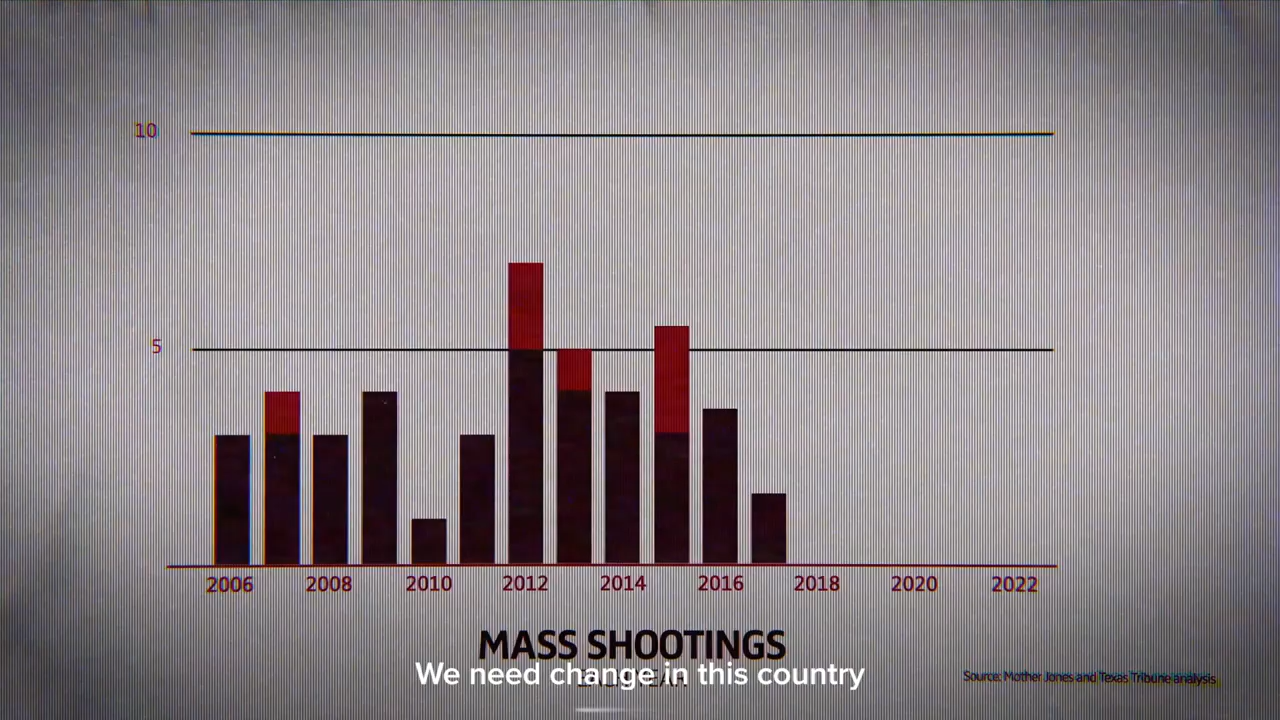 10
5
2006 2008 2010 2012 2014 2016 2018 2020 2022
MASS SHOOTINGS
We need change in this country
Source: Mother Jones and Texas Tribune analysis